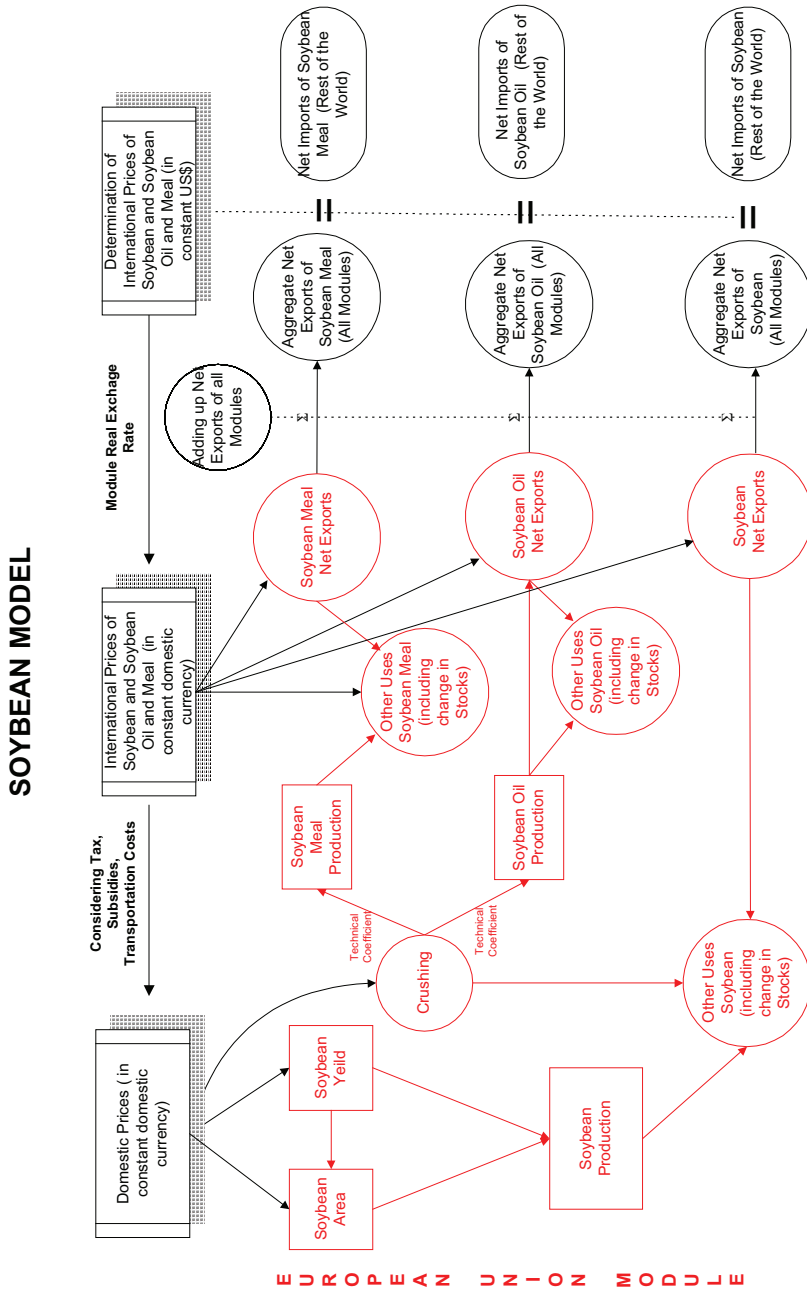 SOYBEAN MODEL
Domestic Prices ( in
constant domestic
currency)
Considering Tax,
Subsidies,
Transportation Costs
International Prices of
Soybean and Soybean
Oil and Meal (in
constant domestic
currency)
Module Real Exchage
Rate
Determination of
International Prices of
Soybean and Soybean
Oil and Meal (in
constant US$)
Adding up Net
Exports of all
Modules
Soybean
Area
Soybean
Yeild
Crushing
Technical
Coefficient
Technical
Coefficient
Soybean
Meal
Production
Other Uses
Soybean Meal
(including
change in
Stocks)
Soybean Meal
Net Exports
Σ
Aggregate Net
Exports of
Soybean Meal
(All Modules)
=
Net Imports of Soybean
Meal (Rest of the
World)
Soybean Oil
Production
Other Uses
Soybean Oil
(including
change in
Stocks)
Soybean Oil
Net Exports
Σ
Aggregate Net
Exports of
Soybean Oil (All
Modules)
=
Net Imports of
Soybean Oil (Rest of
the World)
Soybean
Production
Other Uses
Soybean
(including
change in
Stocks)
Soybean
Net Exports
Σ
Aggregate Net
Exports of
Soybean
(All Modules)
=
Net Imports of Soybean
(Rest of the World)
E U R O P E A N U N I O N M O D U L E